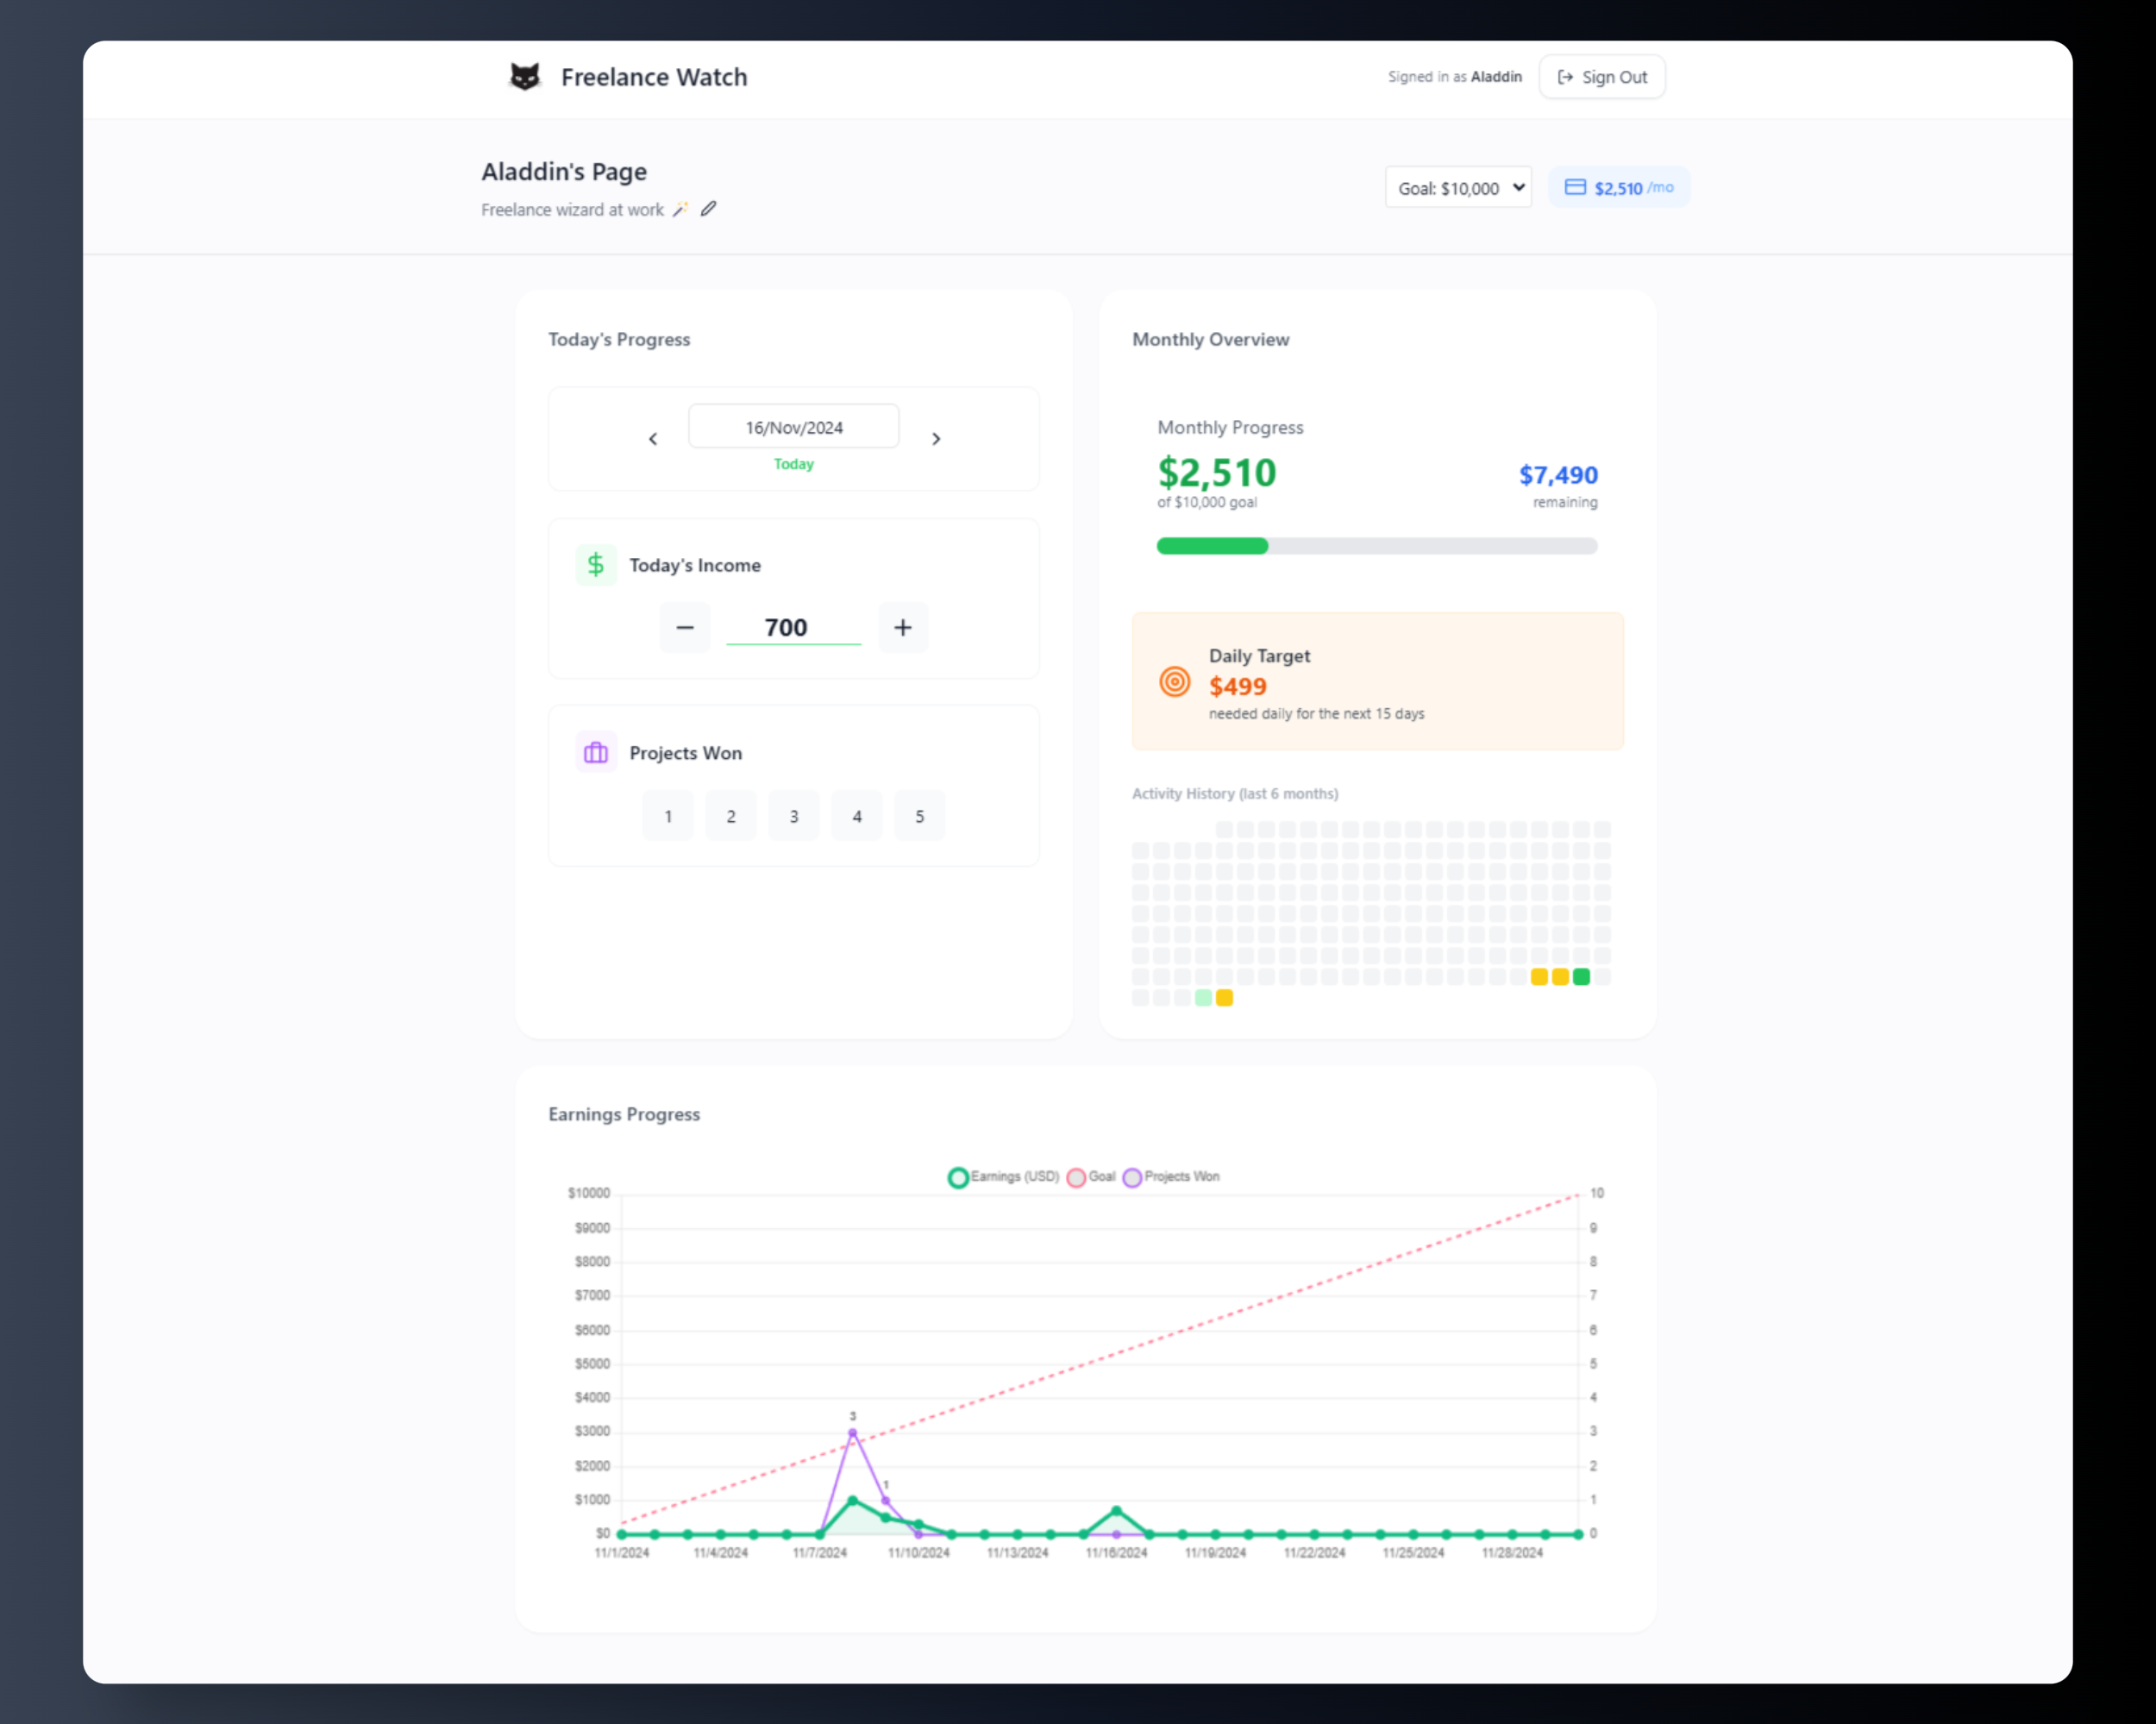 Freelance Watch
Signed in as Aladdin
Sign Out
Aladdin's Page
Freelance wizard at work
Goal: $10,000
$2,510 /mo
Today's Progress
16/Nov/2024
Today
Today's Income
700
Projects Won
1 2 3 4 5
Monthly Overview
Monthly Progress
$2,510
of $10,000 goal
$7,490
remaining
Daily Target
$499
needed daily for the next 15 days
Activity History (last 6 months)
Earnings Progress
Earnings (USD) Goal Projects Won
$10000
$9000
$8000
$7000
$6000
$5000
$4000
$3000
$2000
$1000
$0
10
9
8
7
6
5
4
3
2
1
0
3
1
11/1/2024 11/4/2024 11/7/2024 11/10/2024 11/13/2024 11/16/2024 11/19/2024 11/22/2024 11/25/2024 11/28/2024